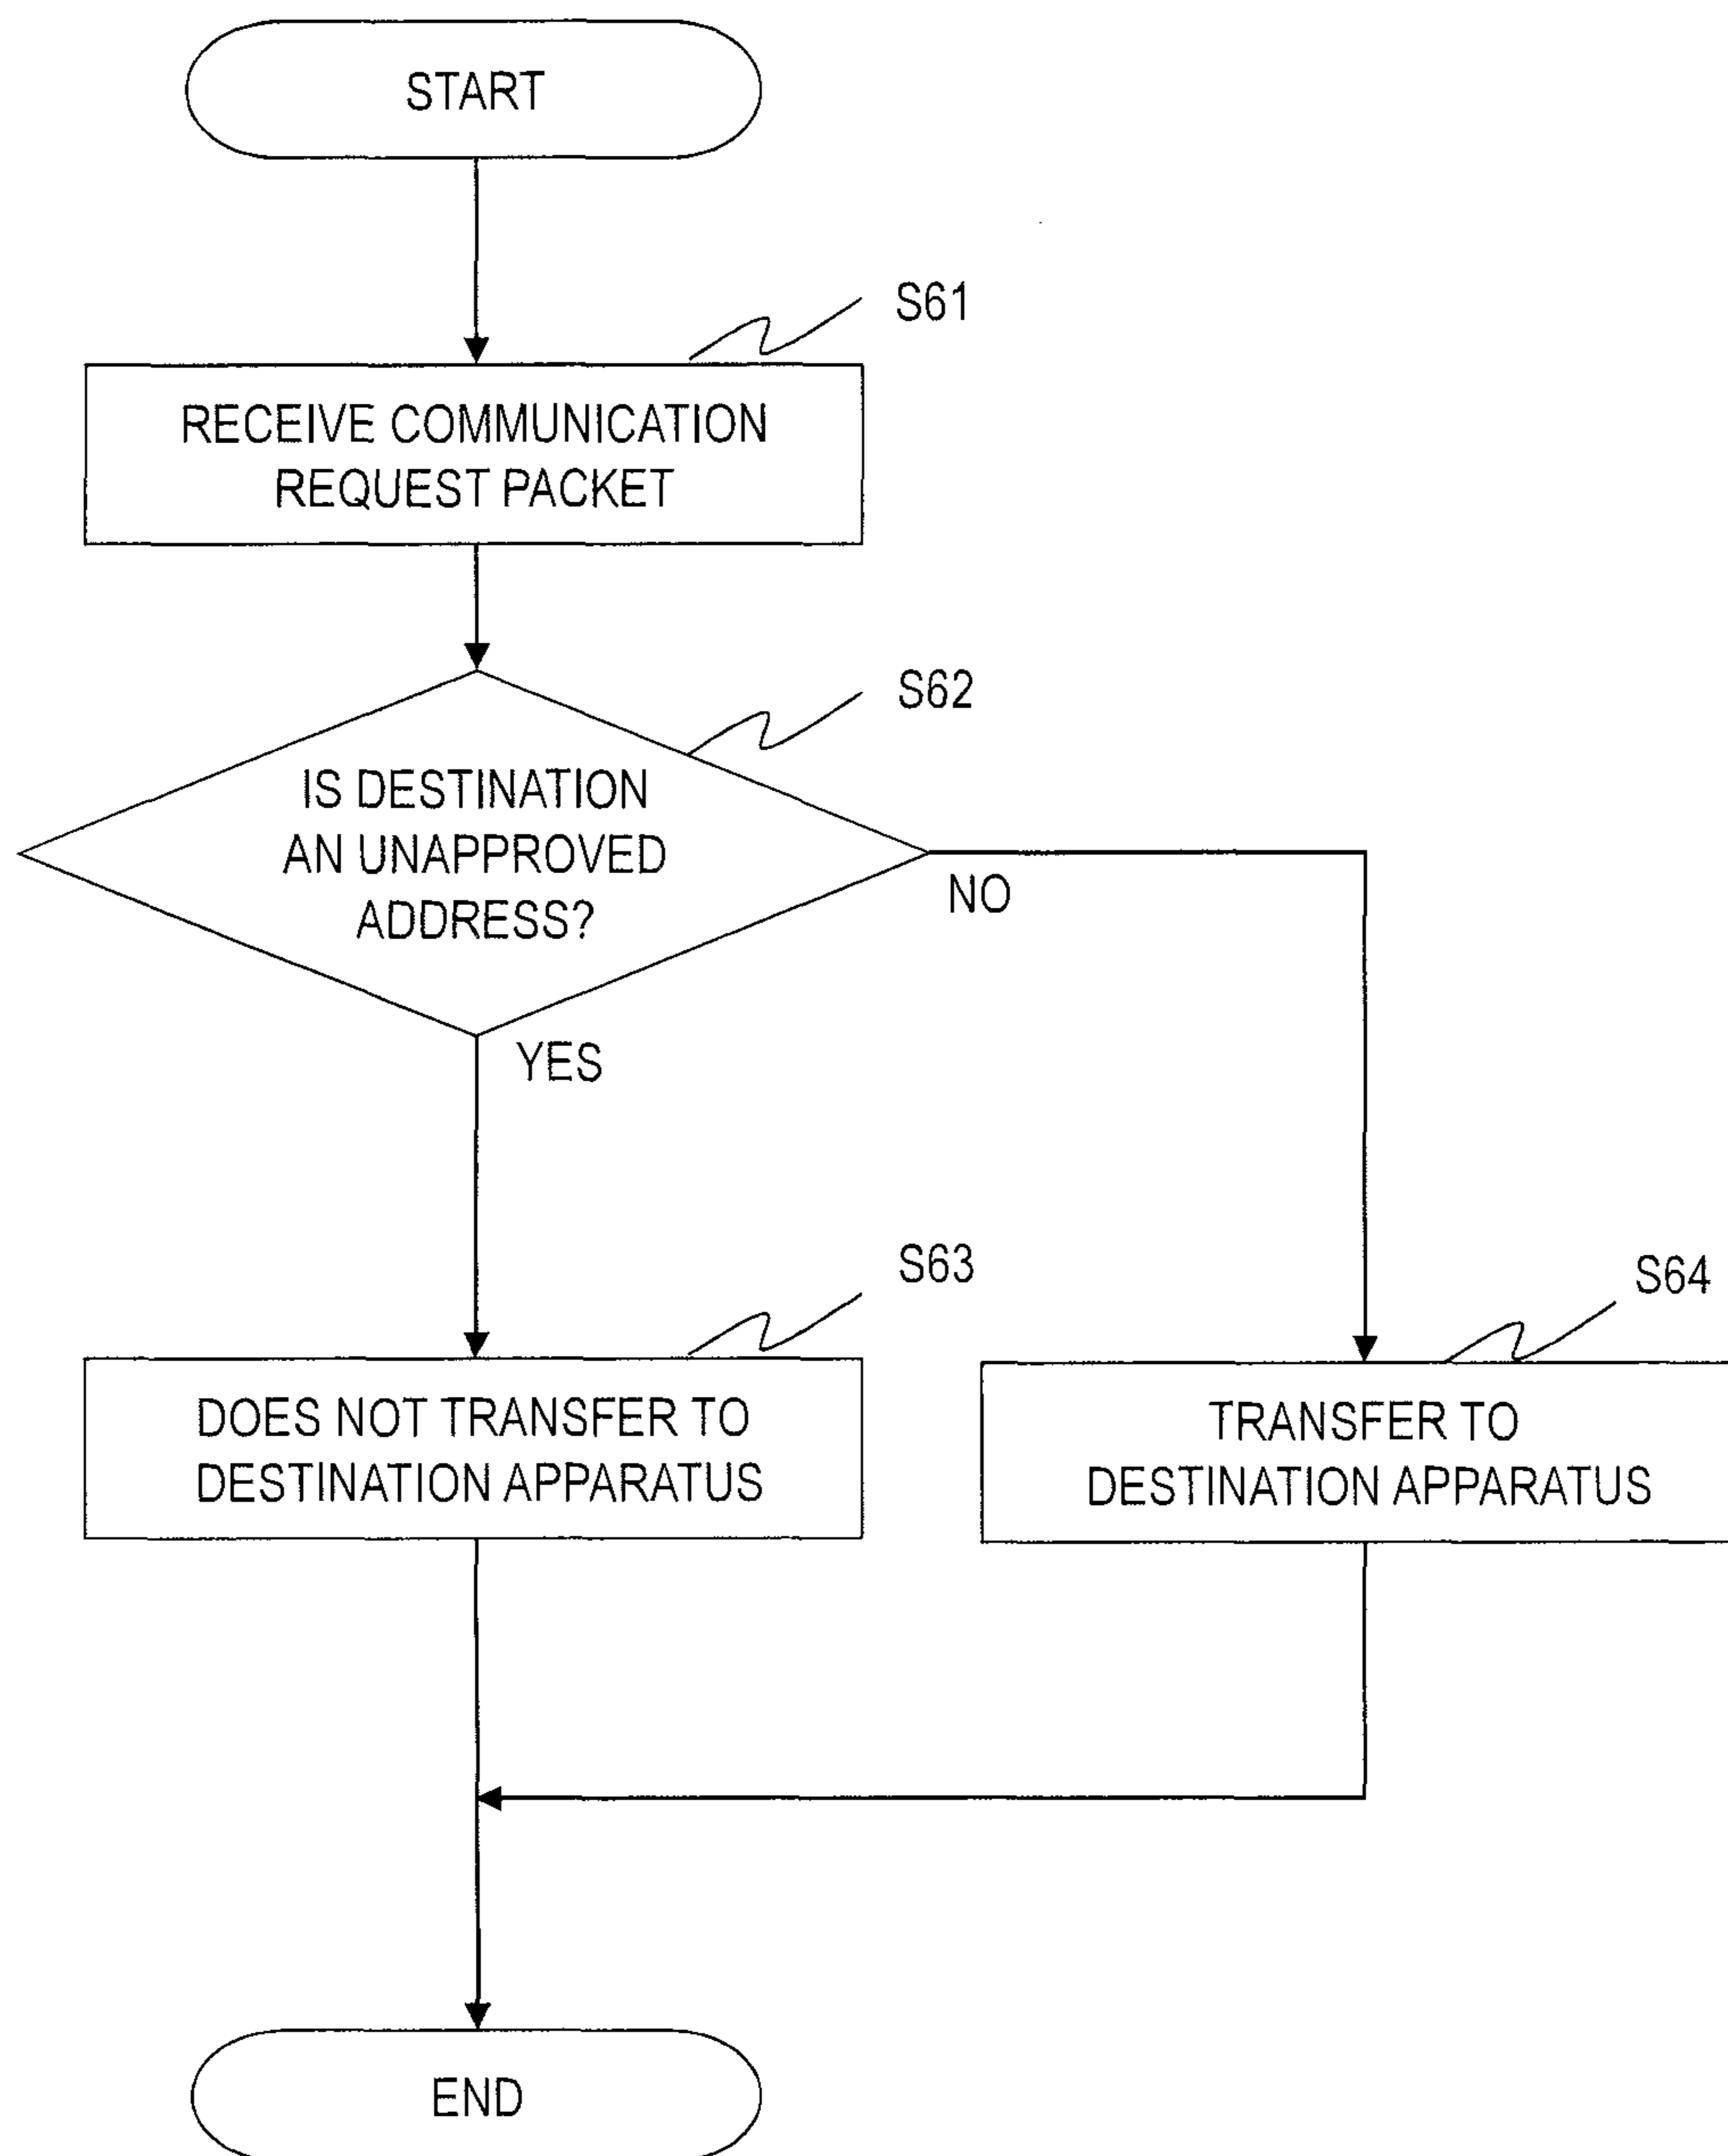 START
S61
RECEIVE COMMUNICATION
REQUEST PACKET
S62
IS DESTINATION
AN UNAPPROVED
ADDRESS?
NO
YES
S63
S64
DOES NOT TRANSFER TO
DESTINATION APPARATUS
TRANSFER TO
DESTINATION APPARATUS
END